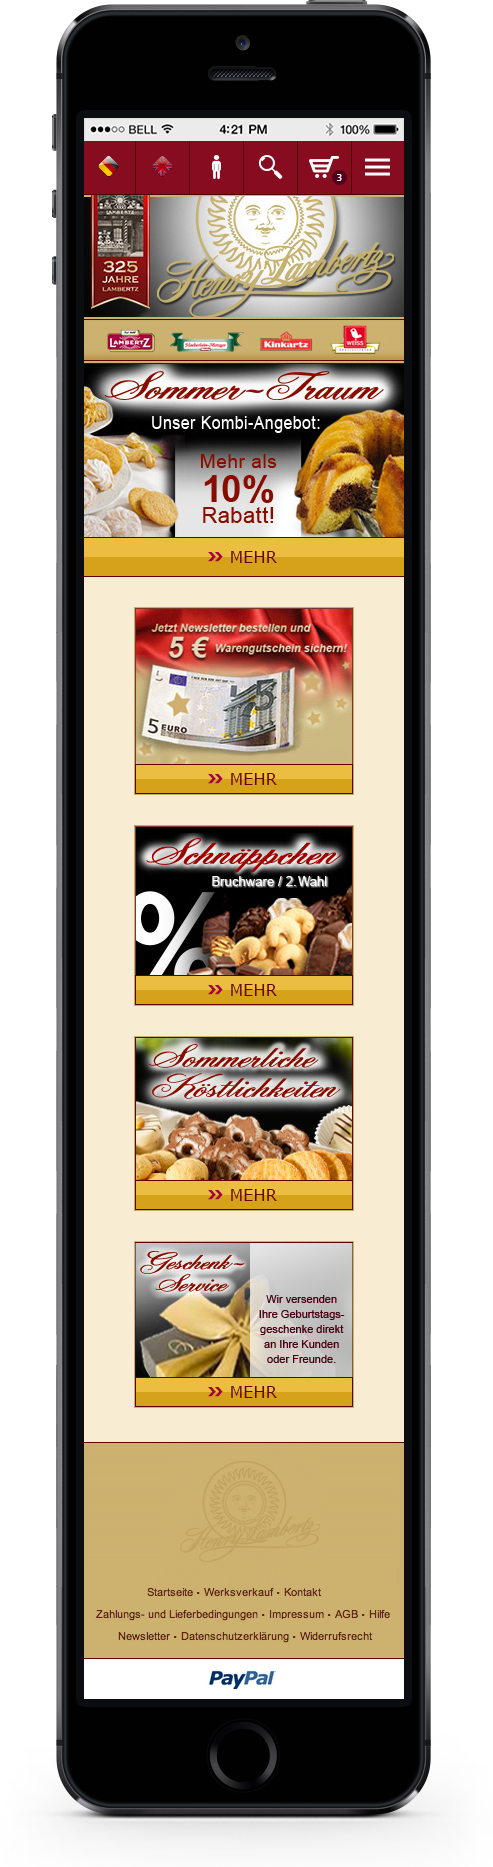 BELL
4:21 PM
100%
3
325
JAHRE
LAMBERTZ
Henry Lambertz
LAMBERTZ
Kinkartz
WEISS
Sommer~Traum
Unser Kombi-Angebot:
Mehr als
10%
Rabatt!
MEHR
Jetzt Newsletter bestellen und
5 € Warengutschein sichern!
5 EURO
5
MEHR
Schnäppchen
Bruchware / 2. Wahl
%
MEHR
Sommerliche
Köstlichkeiten
MEHR
Geschenk~
Service
Wir versenden
Ihre Geburtstags-
geschenke direkt
an Ihre Kunden
oder Freunde.
MEHR
Henry Lambertz
Startseite • Werksverkauf • Kontakt
Zahlungs- und Lieferbedingungen • Impressum • AGB • Hilfe
Newsletter • Datenschutzerklärung • Widerrufsrecht
PayPal